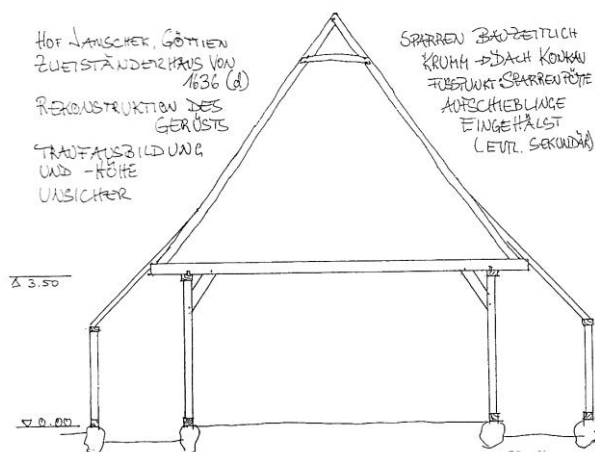 HOF JANSCHEK, GÖTTIEN
ZWEISTÄNDERHAUS VON
1636 (d)
REKONSTRUKTION DES
GERÜSTS
TRAUFAUSBILDUNG
UND -HÖHE
UNSICHER
SPARREN BAUZEITLICH
KRUMM → DACH KONKAV
FUSSPUNKT: SPARRENFÜSSE
AUFSCHIEBLINGE
EINGEHÄLST
(EVTL. SEKUNDÄR)
Δ 3.50
∇ 0.00